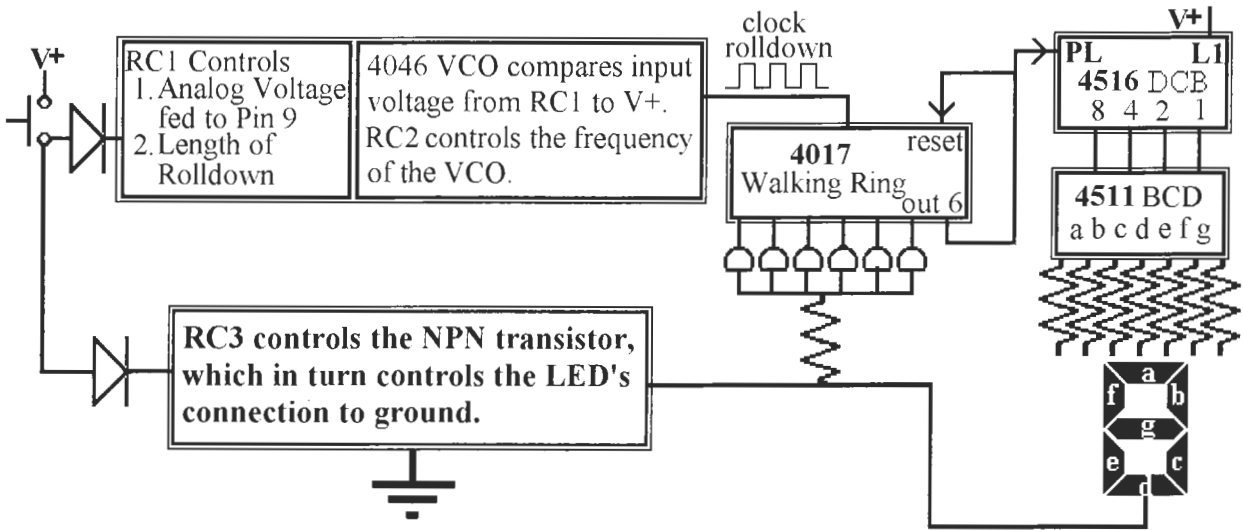 V+
RC1 Controls
1. Analog Voltage
fed to Pin 9
2. Length of
Rolldown
4046 VCO compares input
voltage from RC1 to V+.
RC2 controls the frequency
of the VCO.
clock
rolldown
4017
reset
Walking Ring
out 6
V+
PL L1
4516 DCB
8 4 2 1
4511 BCD
a b c d e f g
RC3 controls the NPN transistor,
which in turn controls the LED's
connection to ground.
a
f b
g
e c
d